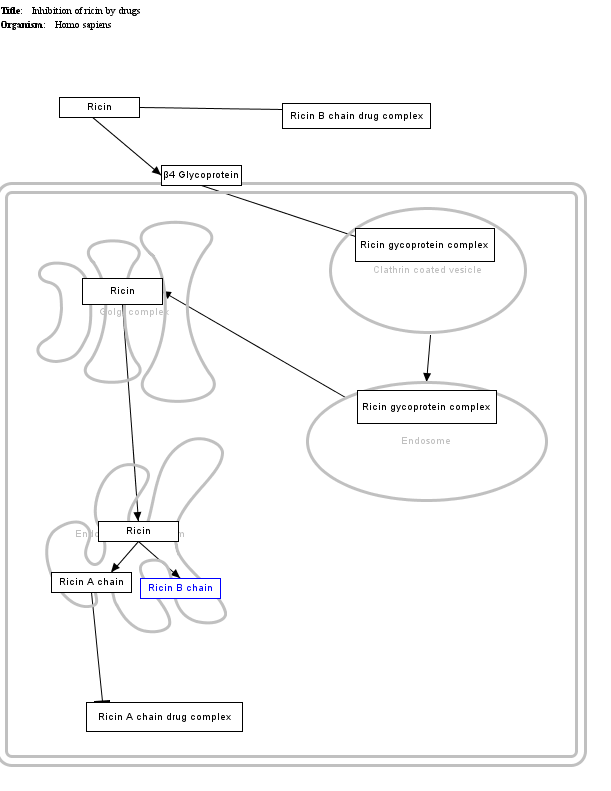 Title: Inhibition of ricin by drugs
Organism: Homo sapiens
Ricin
Ricin B chain drug complex
β4 Glycoprotein
Ricin gycoprotein complex
Clathrin coated vesicle
Ricin
Golgi complex
Ricin gycoprotein complex
Endosome
Ricin
Ricin A chain
Ricin B chain
Ricin A chain drug complex